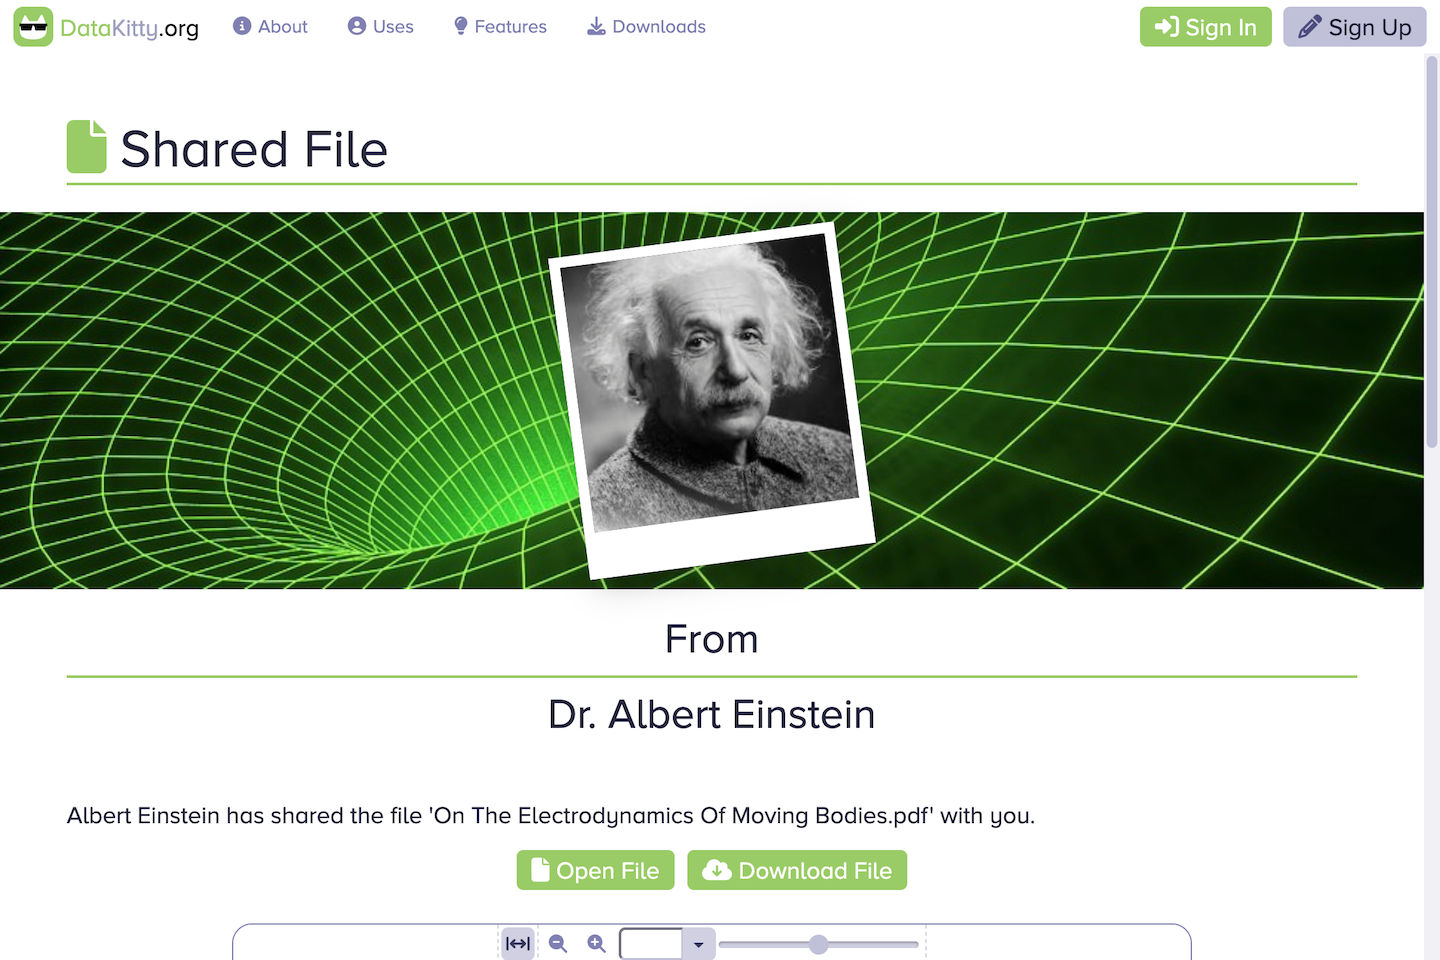 DataKitty.org
About
Uses
Features
Downloads
Sign In
Sign Up
Shared File
From
Dr. Albert Einstein
Albert Einstein has shared the file 'On The Electrodynamics Of Moving Bodies.pdf' with you.
Open File
Download File